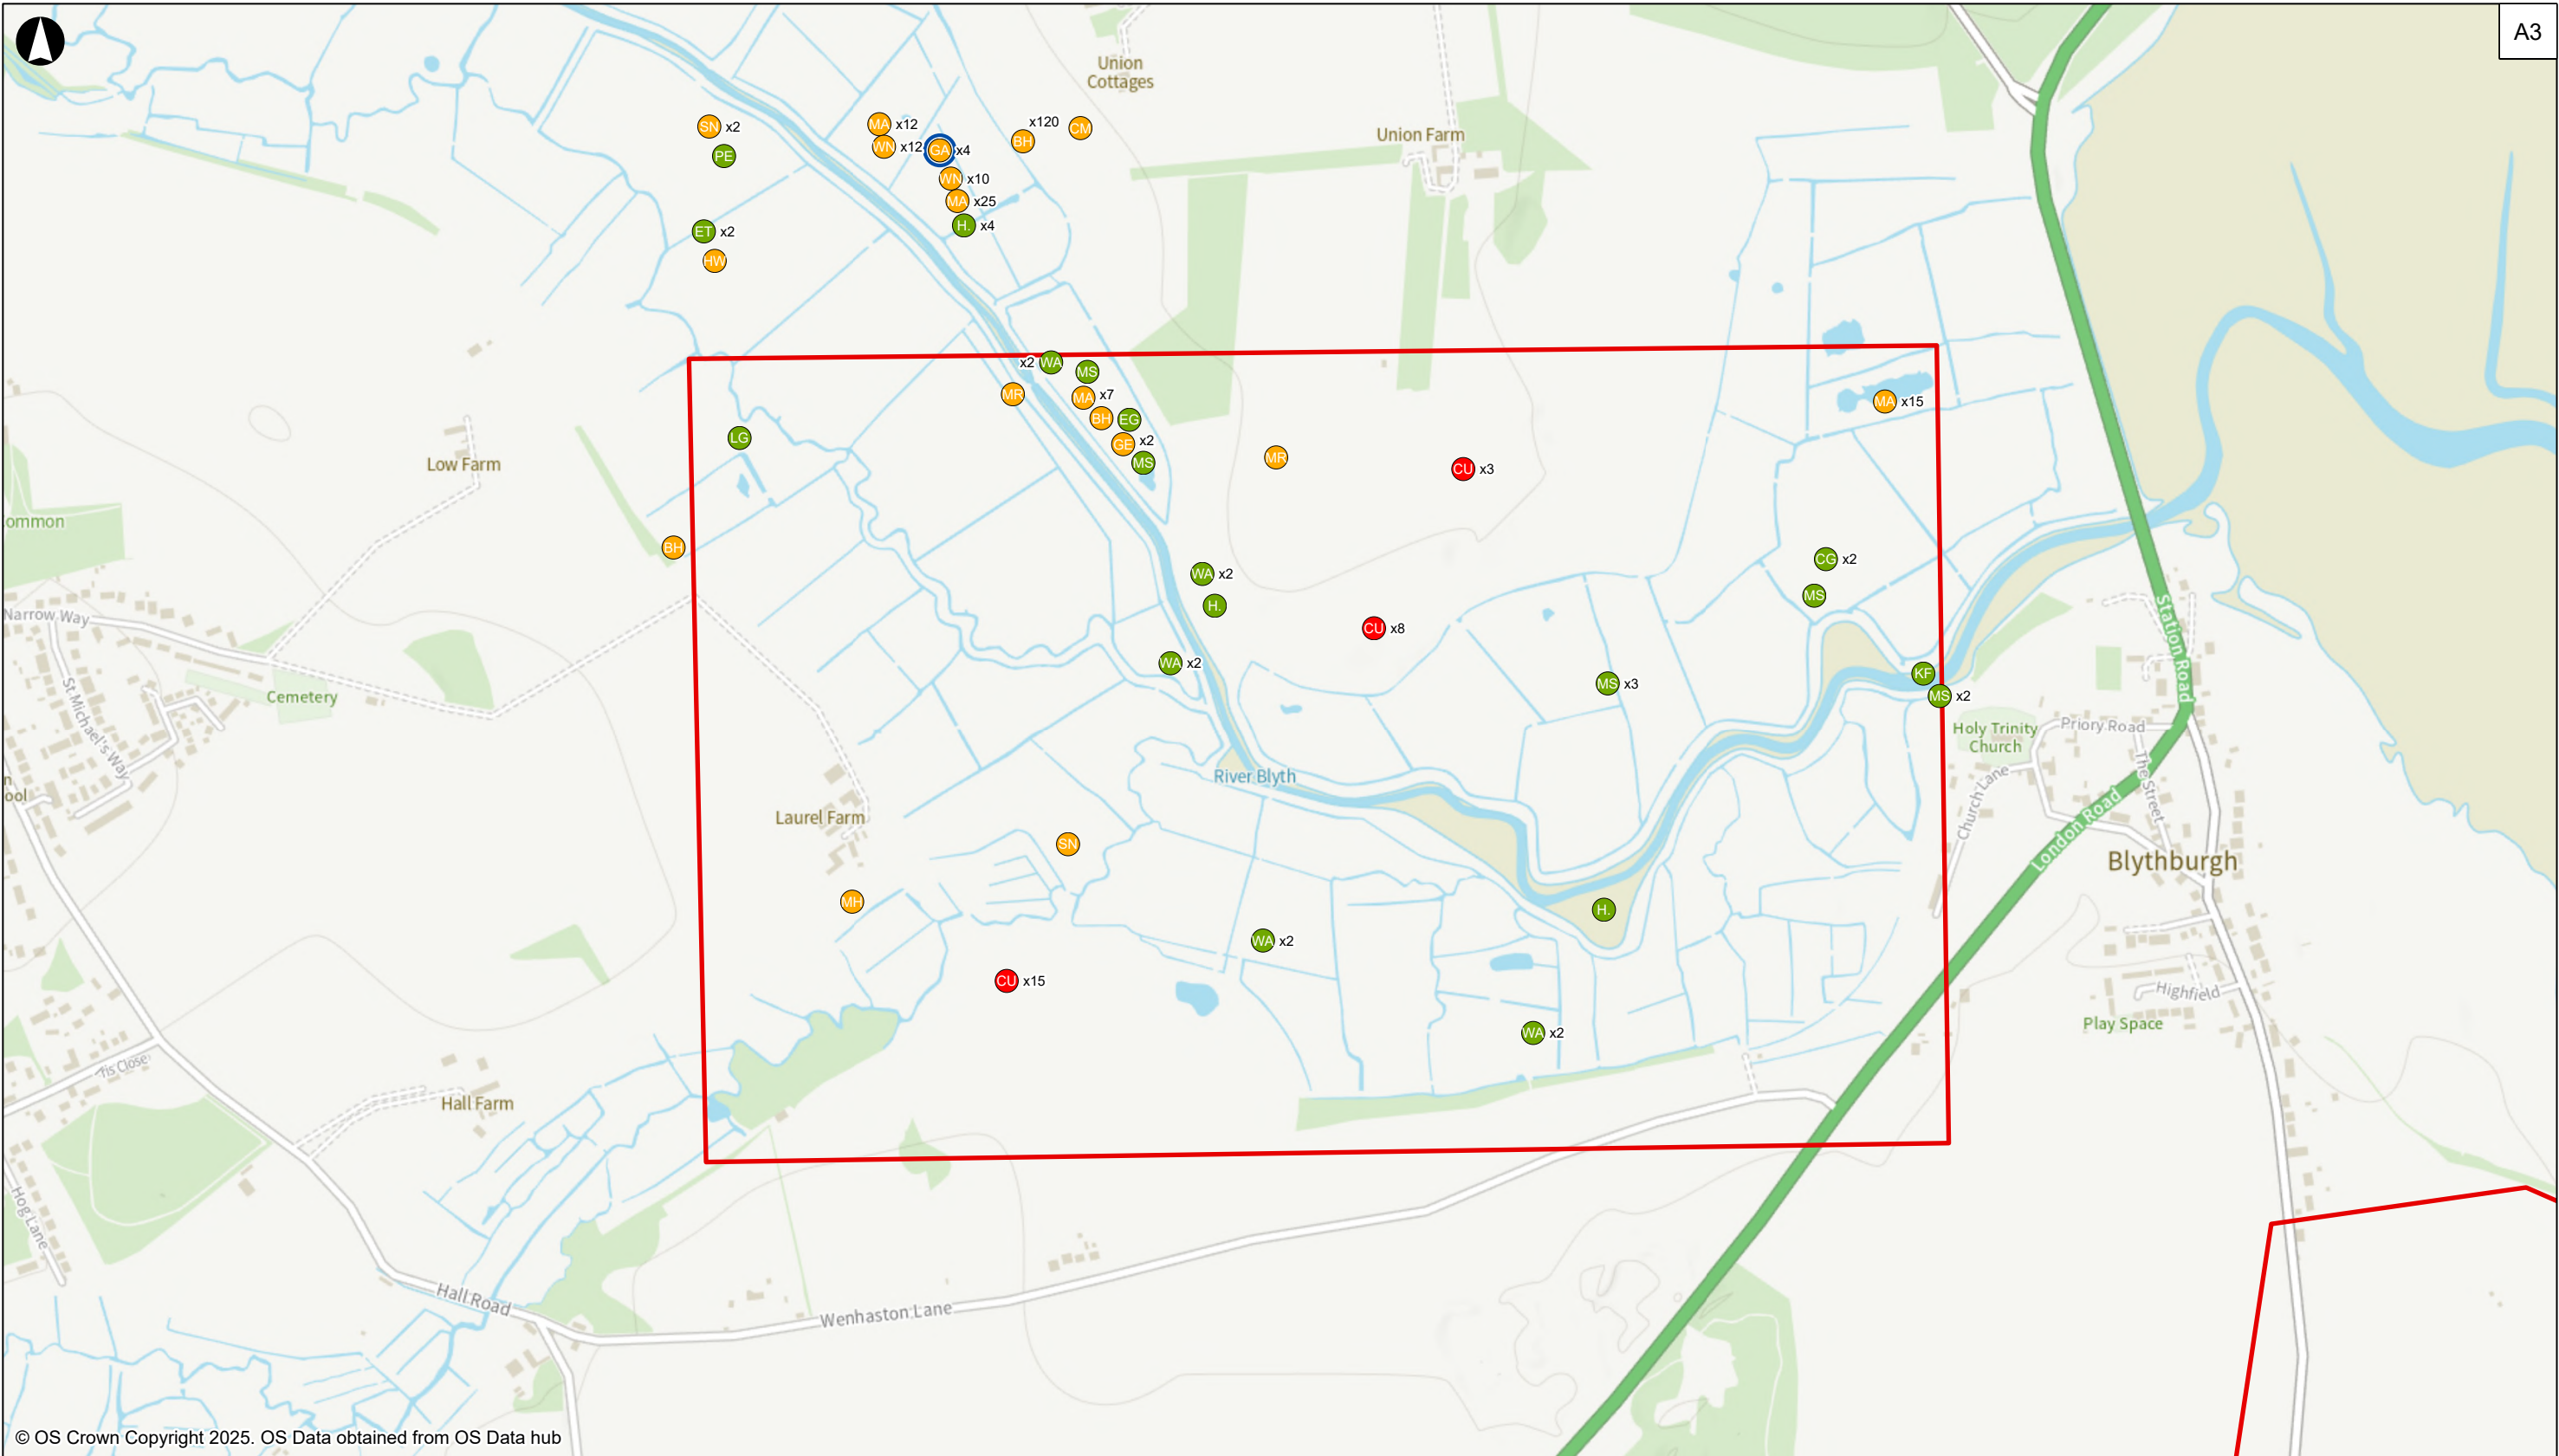 A3
Union
Cottages
Union Farm
SN x2
PE
MA x12
WN x12
GA x4
x120
BH
CM
WN x10
MA x25
H. x4
ET x2
HW
x2 WA
MS
MR
MA x7
BH
EG
GE x2
MS
MR
CU x3
MA x15
LG
Low Farm
ommon
BH
WA x2
H.
CG x2
MS
CU x8
WA x2
MS x3
KF
MS x2
Narrow Way
St Michael's Way
Cemetery
Station Road
Holy Trinity
Church
Priory Road
The Street
Church Lane
London Road
Blythburgh
River Blyth
n
ool
Laurel Farm
SN
MH
H.
WA x2
CU x15
WA x2
Highfield
Play Space
tis Close
Hall Farm
Hog Lane
Hall Road
Wenhaston Lane
© OS Crown Copyright 2025. OS Data obtained from OS Data hub